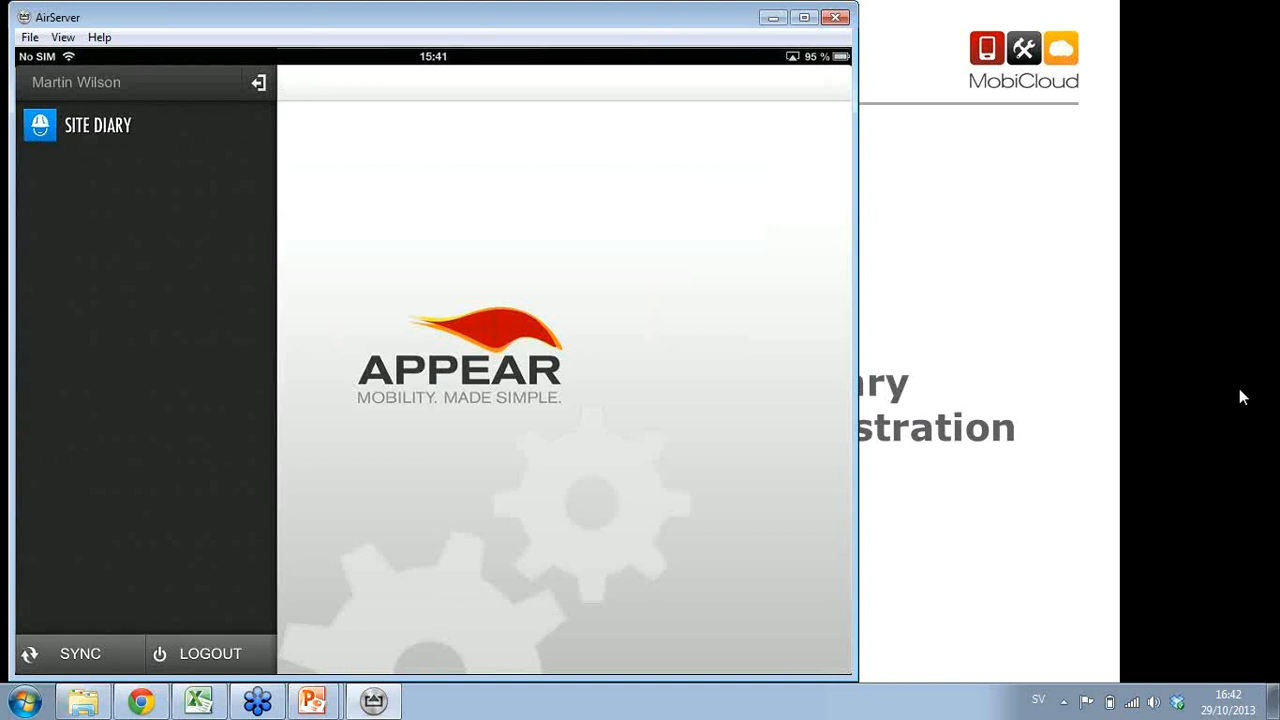 AirServer
File View Help
No SIM 15:41 95 %
Martin Wilson
SITE DIARY
APPEAR
MOBILITY. MADE SIMPLE.
SYNC LOGOUT
MobiCloud
ary
stration
SV 16:42
29/10/2013